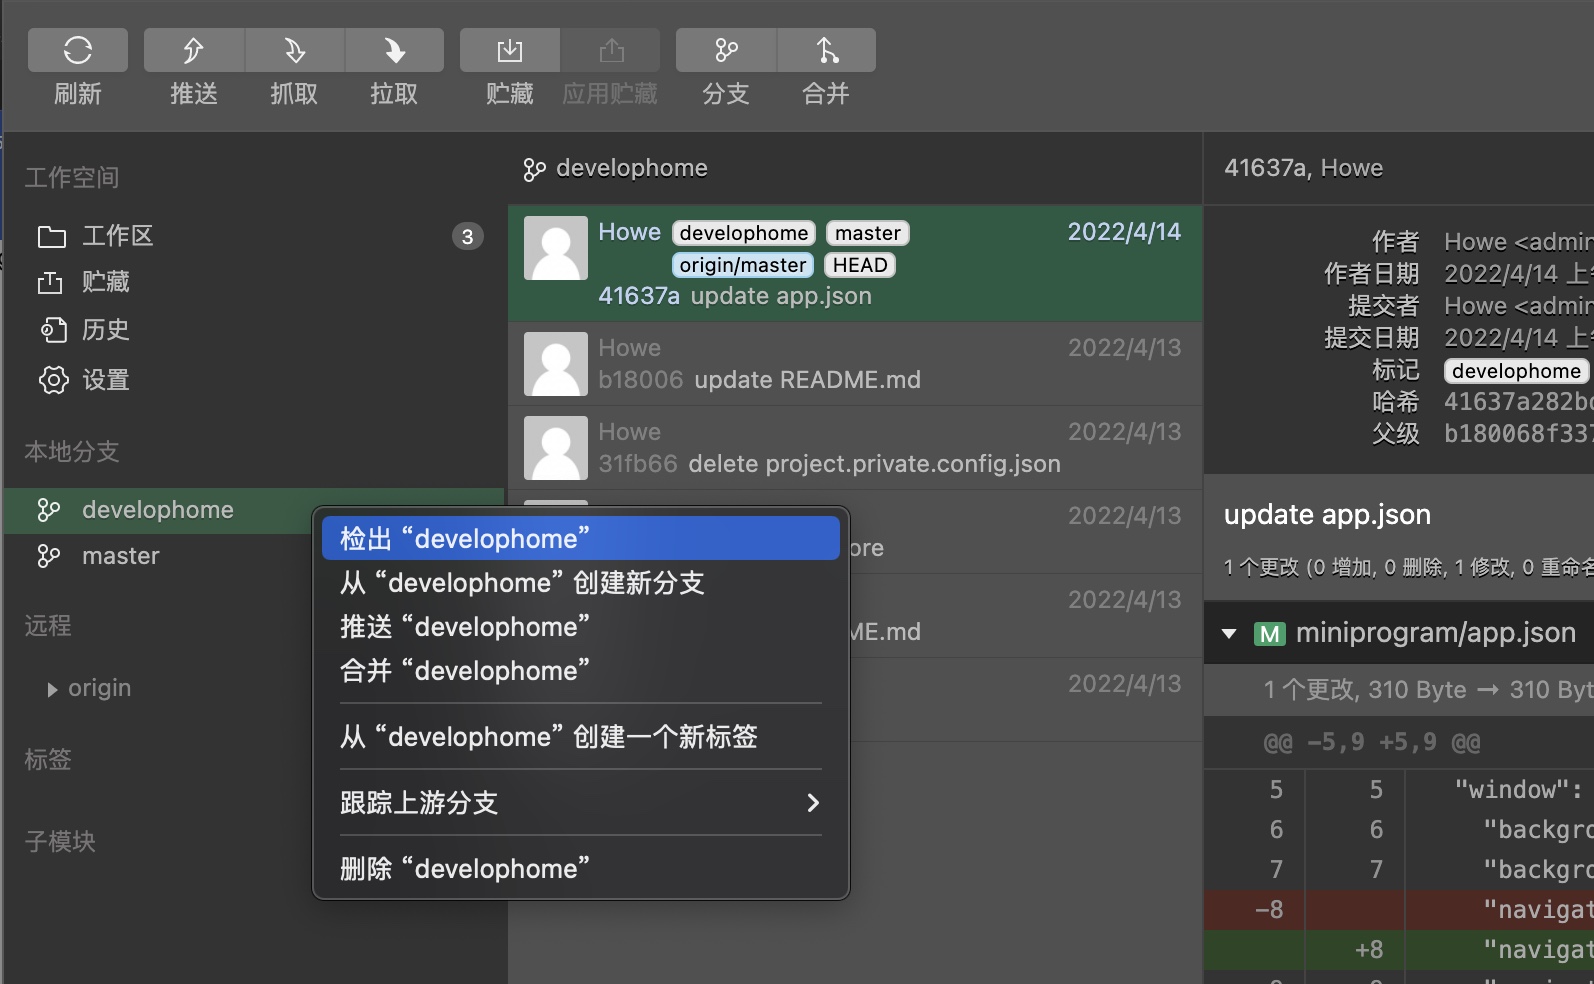 刷新
推送
抓取
拉取
贮藏
应用贮藏
分支
合并
工作空间
工作区
3
贮藏
历史
设置
本地分支
develophome
master
远程
origin
标签
子模块
develophome
Howe develophome master 2022/4/14
origin/master HEAD
41637a update app.json
Howe 2022/4/13
b18006 update README.md
Howe 2022/4/13
31fb66 delete project.private.config.json
2022/4/13
ore
2022/4/13
ME.md
2022/4/13
检出 “develophome”
从 “develophome” 创建新分支
推送 “develophome”
合并 “develophome”
从 “develophome” 创建一个新标签
跟踪上游分支
删除 “develophome”
41637a, Howe
作者 Howe <admin
作者日期 2022/4/14 上
提交者 Howe <admin
提交日期 2022/4/14 上
标记 develophome
哈希 41637a282b
父级 b180068f337
update app.json
1 个更改 (0 增加, 0 删除, 1 修改, 0 重命名
M miniprogram/app.json
1 个更改, 310 Byte → 310 Byt
@@ -5,9 +5,9 @@
5 5 "window":
6 6 "backgro
7 7 "backgro
-8 "navigat
+8 "navigat